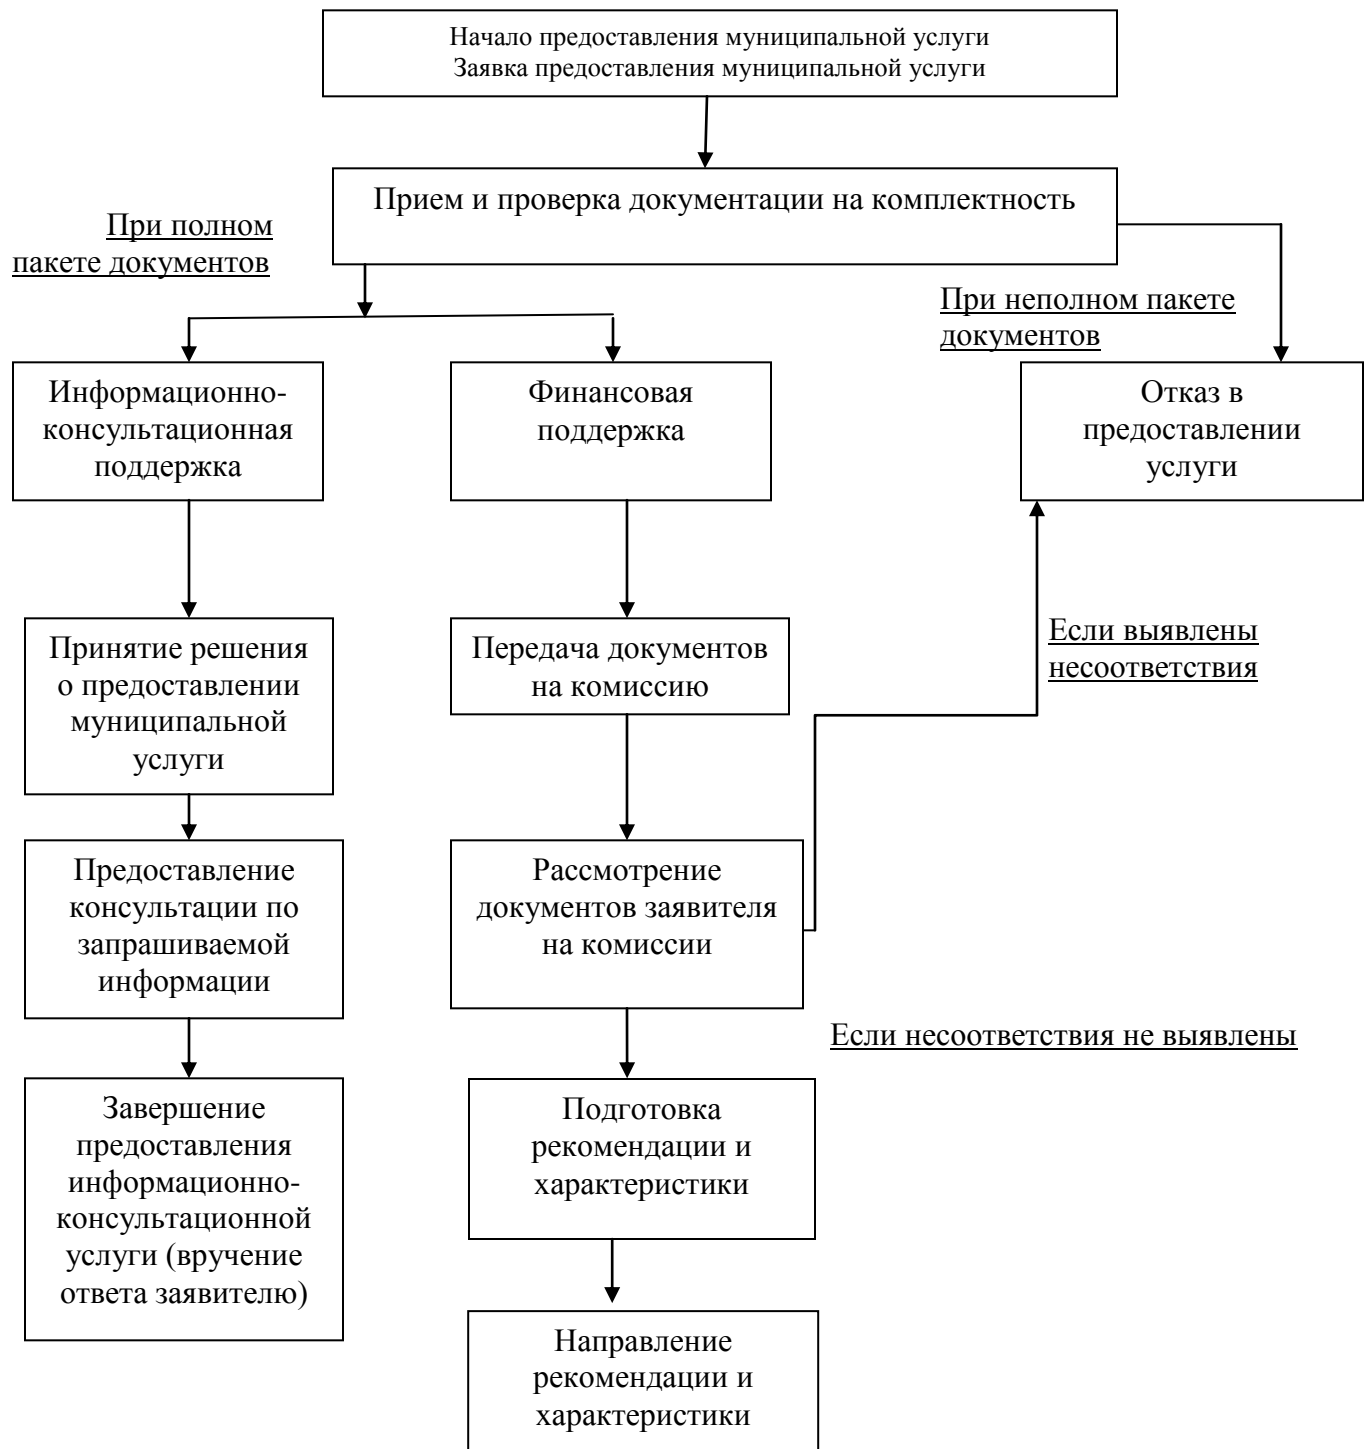 Начало предоставления муниципальной услуги
Заявка предоставления муниципальной услуги
Прием и проверка документации на комплектность
При полном
пакете документов
При неполном пакете
документов
Информационно-
консультационная
поддержка
Финансовая
поддержка
Отказ в
предоставлении
услуги
Принятие решения
о предоставлении
муниципальной
услуги
Передача документов
на комиссию
Если выявлены
несоответствия
Предоставление
консультации по
запрашиваемой
информации
Рассмотрение
документов заявителя
на комиссии
Если несоответствия не выявлены
Завершение
предоставления
информационно-
консультационной
услуги (вручение
ответа заявителю)
Подготовка
рекомендации и
характеристики
Направление
рекомендации и
характеристики